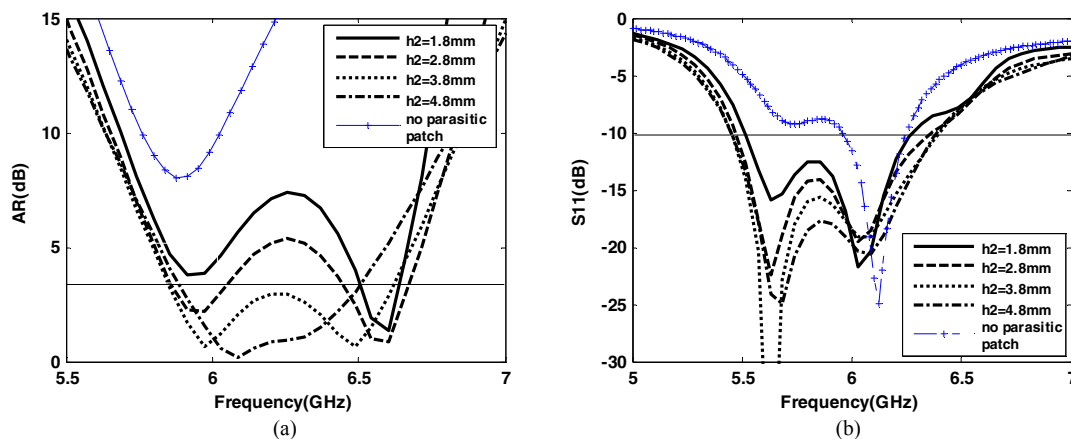 15
10
5
0
AR(dB)
5.5 6 6.5 7
Frequency(GHz)
h2=1.8mm
h2=2.8mm
h2=3.8mm
h2=4.8mm
no parasitic
patch
(a)
0
-5
-10
-15
-20
-25
-30
S11(dB)
5 5.5 6 6.5 7
Frequency(GHz)
h2=1.8mm
h2=2.8mm
h2=3.8mm
h2=4.8mm
no parasitic
patch
(b)